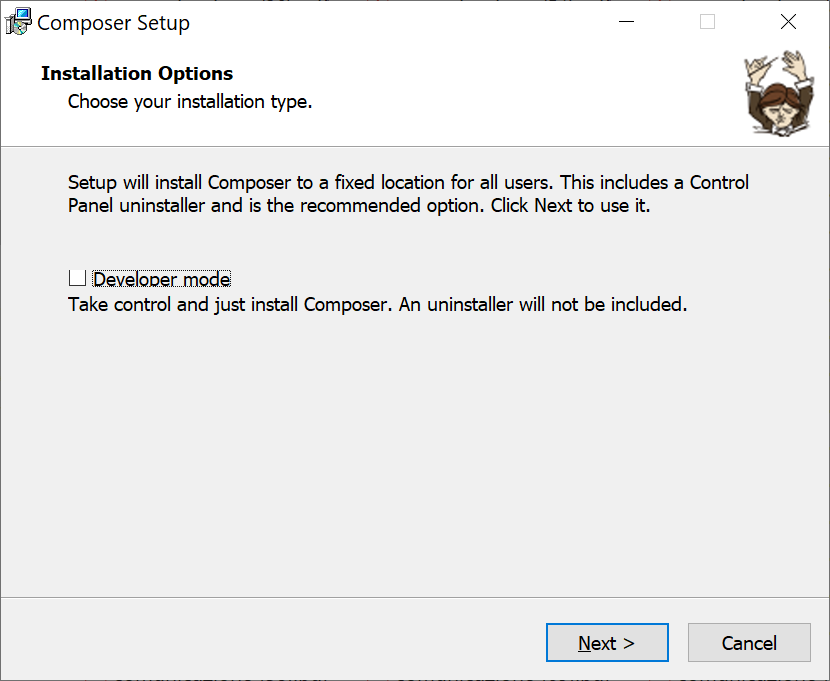 Composer Setup
Installation Options
Choose your installation type.
Setup will install Composer to a fixed location for all users. This includes a Control
Panel uninstaller and is the recommended option. Click Next to use it.
Developer mode
Take control and just install Composer. An uninstaller will not be included.
Next >
Cancel